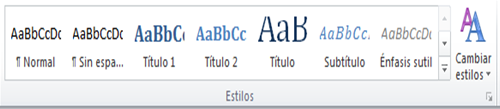 AaBbCcDc AaBbCcDc AaBbCc AaBbCc AaB AaBbCc. AaBbCcDc
¶ Normal ¶ Sin espa... Título 1 Título 2 Título Subtítulo Énfasis sutil
Cambiar
estilos
Estilos